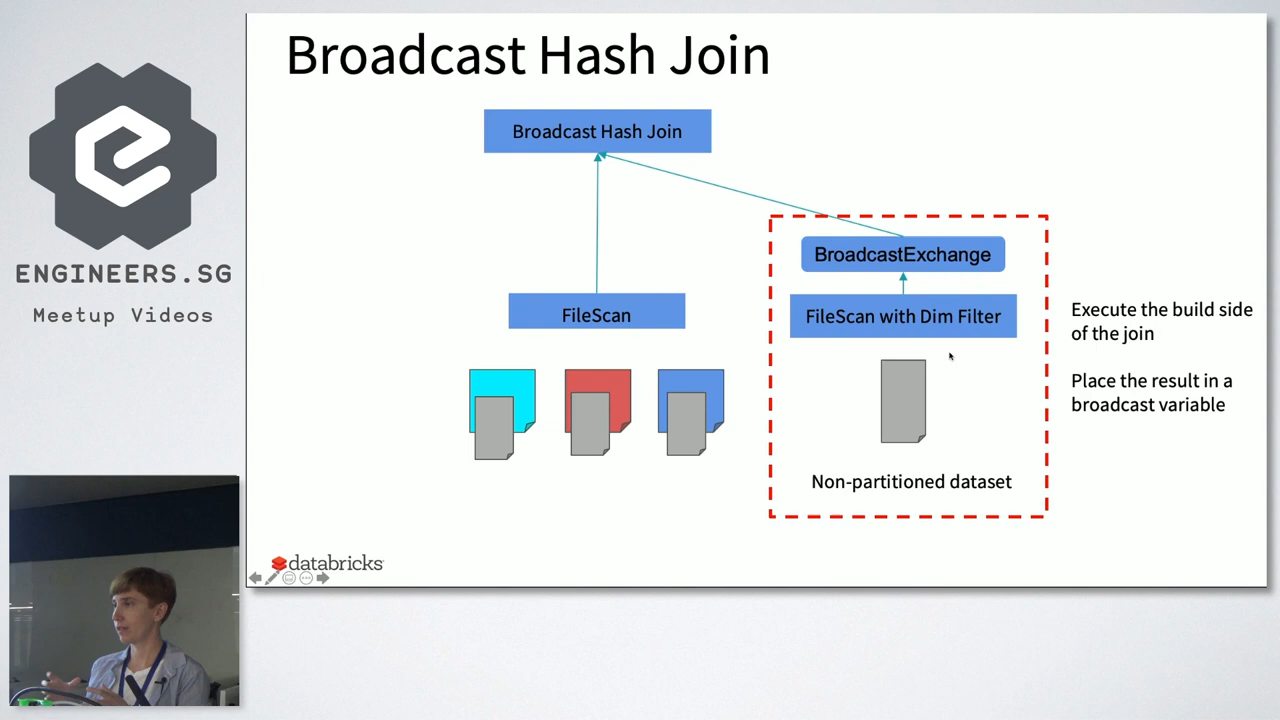 Broadcast Hash Join
Broadcast Hash Join
BroadcastExchange
FileScan
FileScan with Dim Filter
Execute the build side
of the join
Place the result in a
broadcast variable
Non-partitioned dataset
databricks
ENGINEERS.SG
Meetup Videos